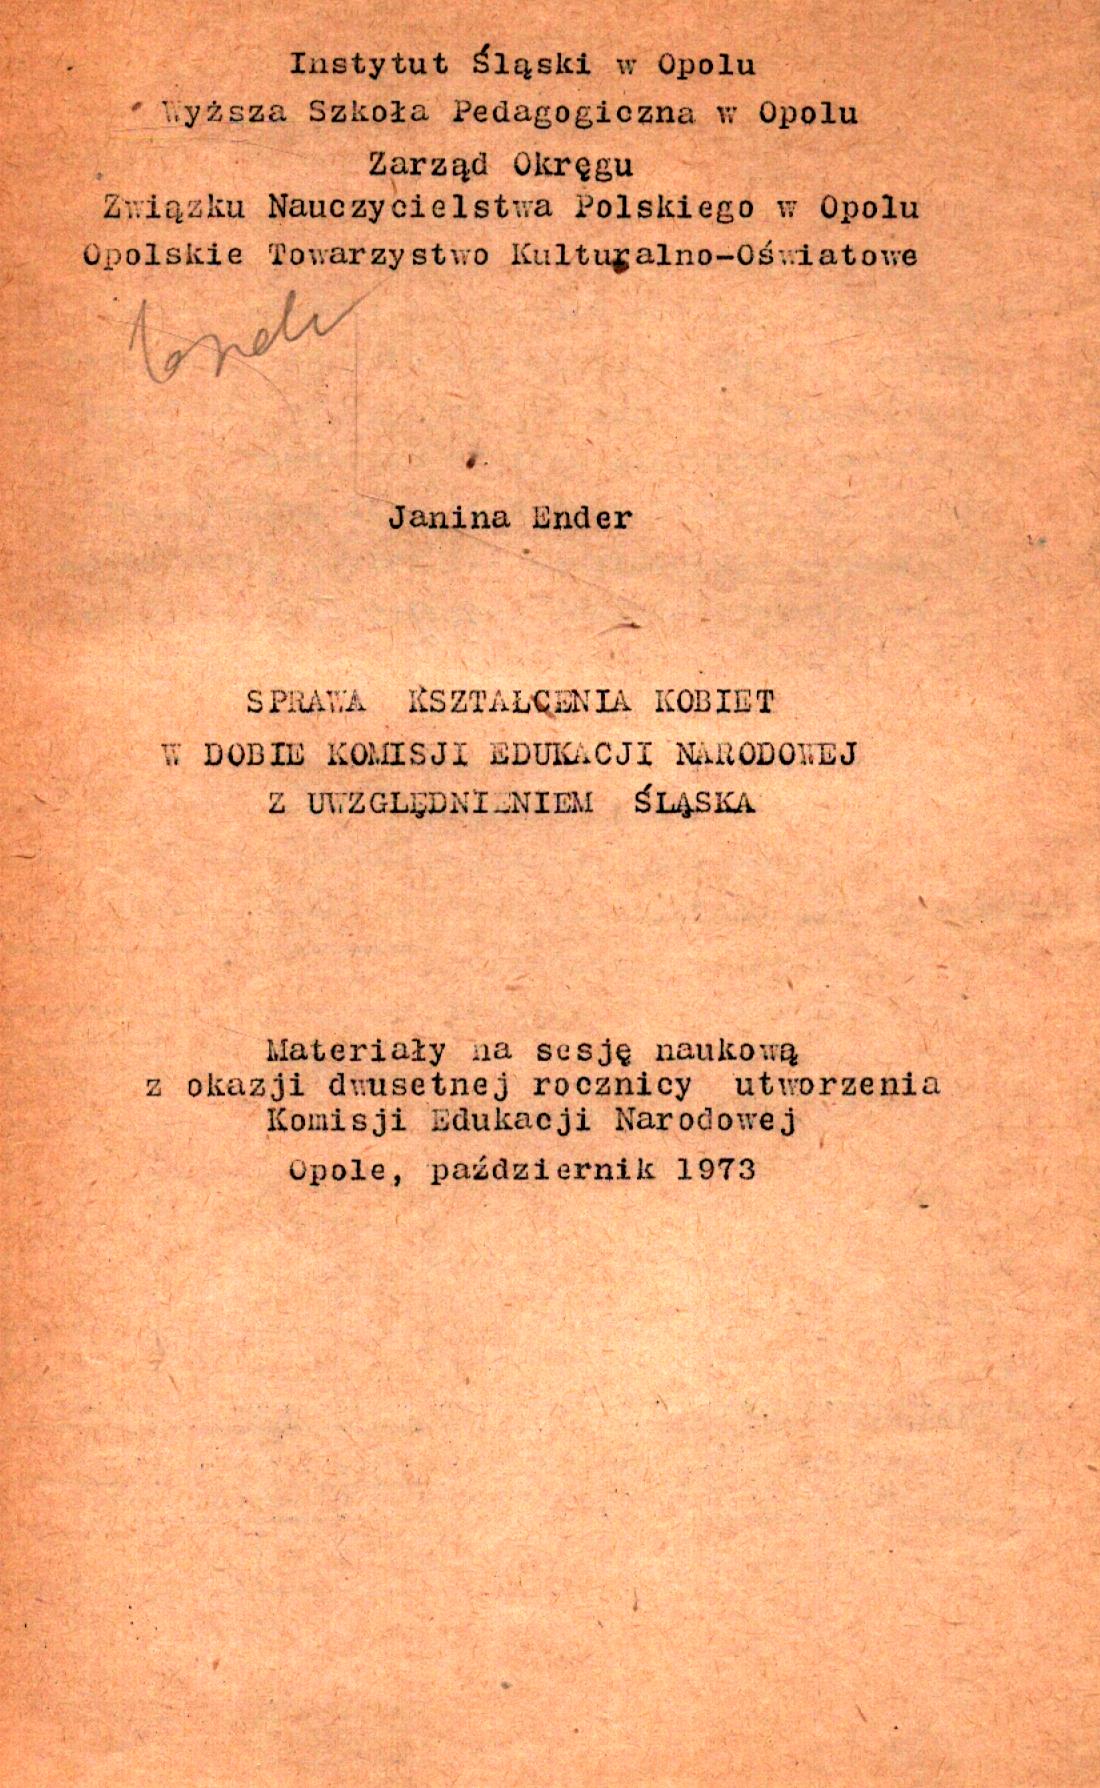 Instytut Śląski w Opolu
Wyższa Szkoła Pedagogiczna w Opolu
Zarząd Okręgu
Związku Nauczycielstwa Polskiego w Opolu
Opolskie Towarzystwo Kulturalno-Oświatowe
Janina Ender
SPRAWA KSZTAŁCENIA KOBIET
W DOBIE KOMISJI EDUKACJI NARODOWEJ
Z UWZGLĘDNIENIEM ŚLĄSKA
Materiały na sesję naukową
z okazji dwusetnej rocznicy utworzenia
Komisji Edukacji Narodowej
Opole, październik 1973